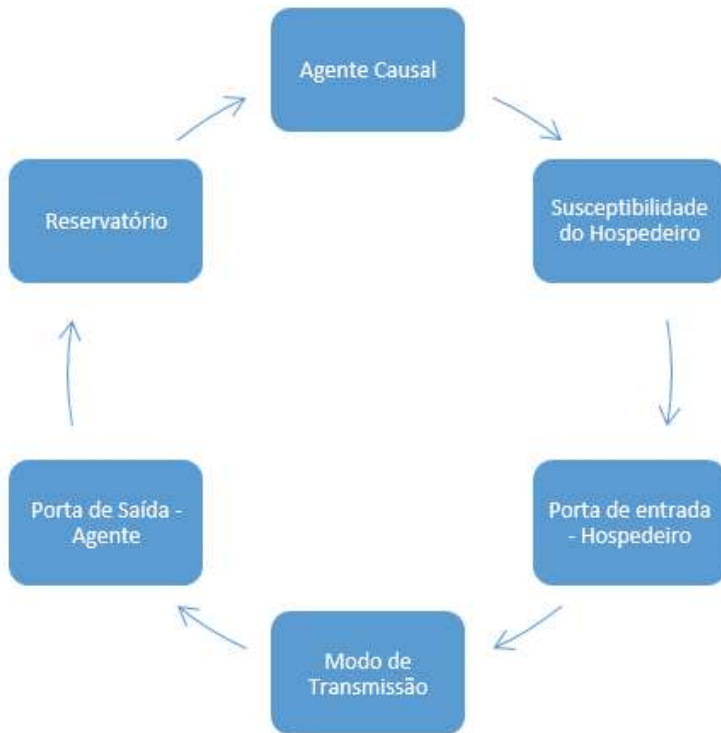 Agente Causal
Susceptibilidade
do Hospedeiro
Porta de entrada
- Hospedeiro
Modo de
Transmissão
Porta de Saída -
Agente
Reservatório